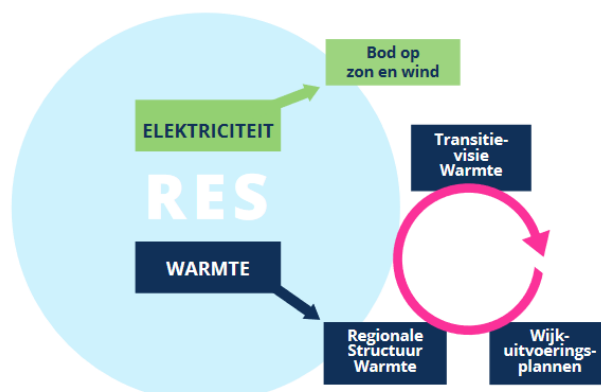 Bod op
zon en wind
ELEKTRICITEIT
Transitie-
visie
Warmte
RES
WARMTE
Regionale
Structuur
Warmte
Wijk-
uitvoerings-
plannen